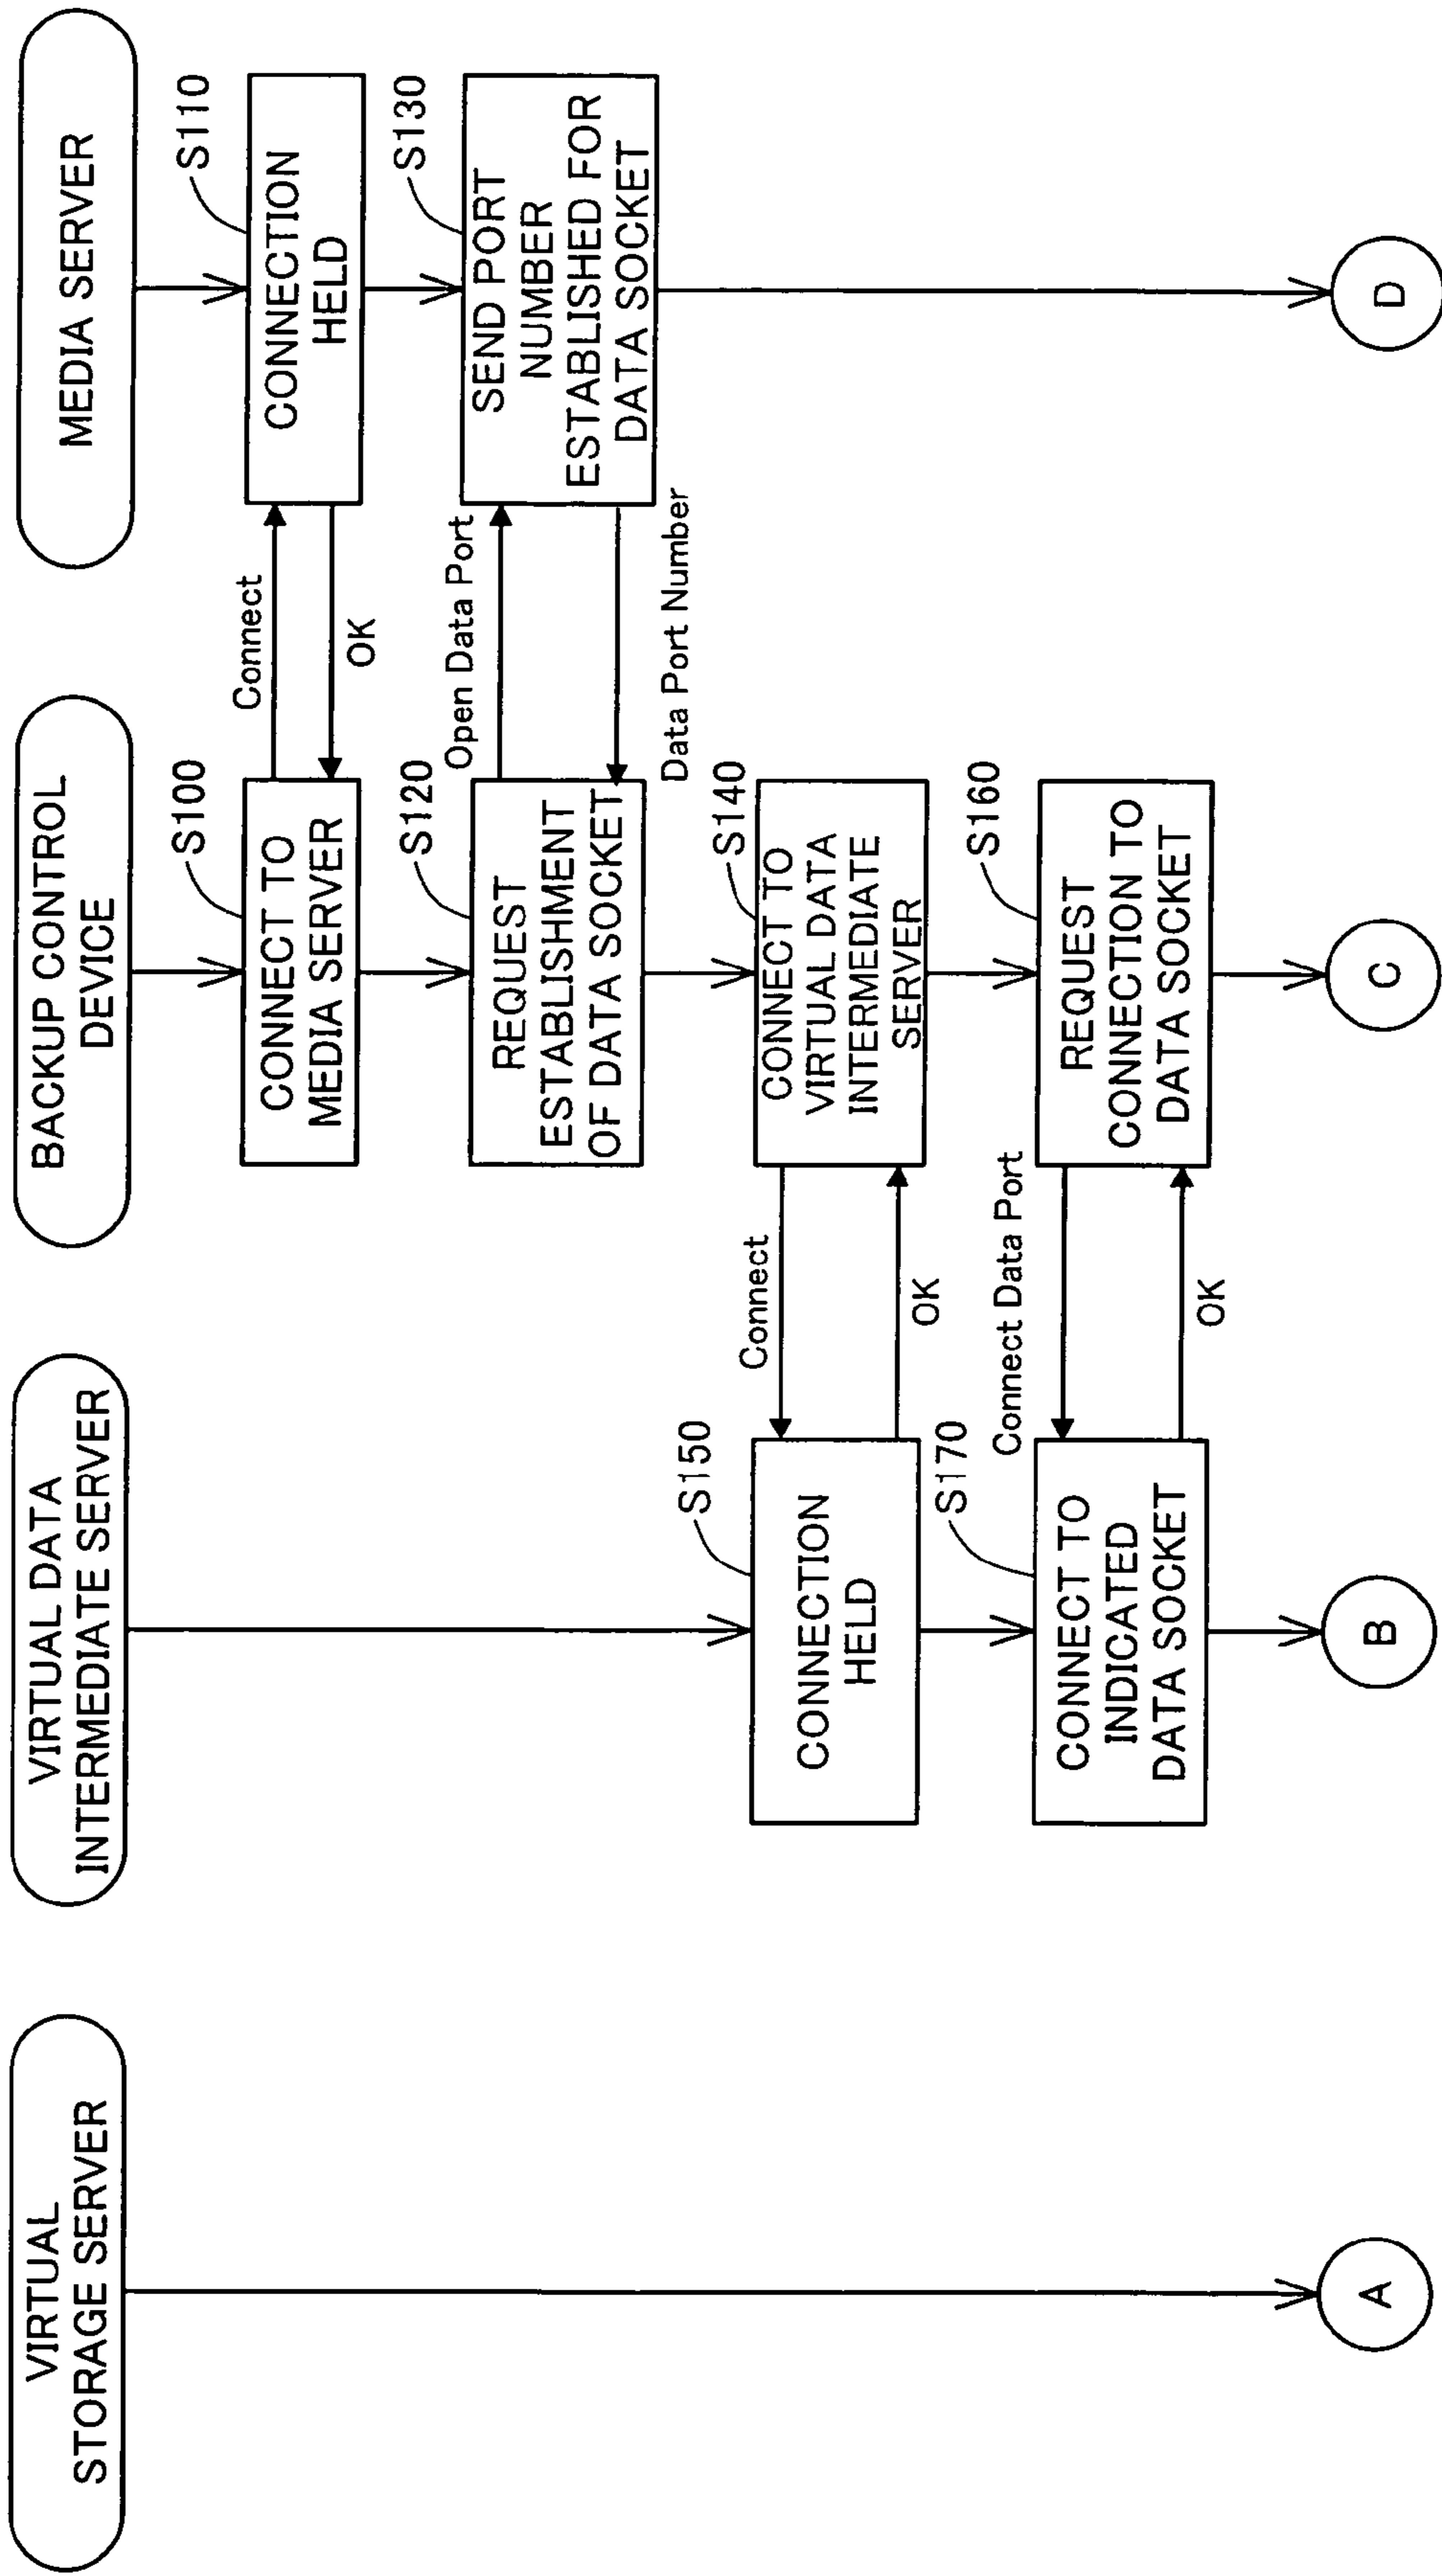 VIRTUAL
STORAGE SERVER
VIRTUAL DATA
INTERMEDIATE SERVER
BACKUP CONTROL
DEVICE
MEDIA SERVER
S100
CONNECT TO
MEDIA SERVER
Connect
OK
S110
CONNECTION
HELD
S120
REQUEST
ESTABLISHMENT
OF DATA SOCKET
Open Data Port
Data Port Number
S130
SEND PORT
NUMBER
ESTABLISHED FOR
DATA SOCKET
S140
CONNECT TO
VIRTUAL DATA
INTERMEDIATE
SERVER
Connect
OK
S150
CONNECTION
HELD
S160
REQUEST
CONNECTION TO
DATA SOCKET
Connect Data Port
OK
S170
CONNECT TO
INDICATED
DATA SOCKET
A
B
C
D